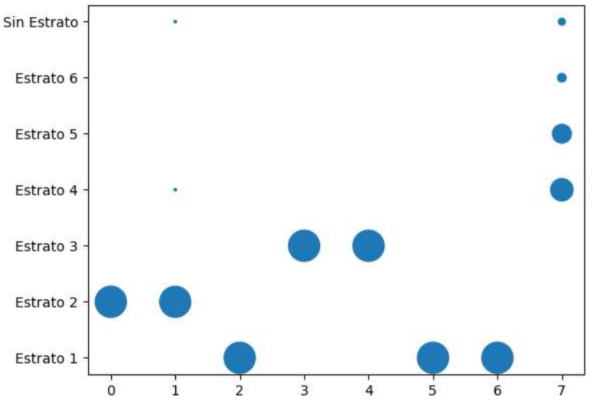 Sin Estrato
Estrato 6
Estrato 5
Estrato 4
Estrato 3
Estrato 2
Estrato 1
0 1 2 3 4 5 6 7